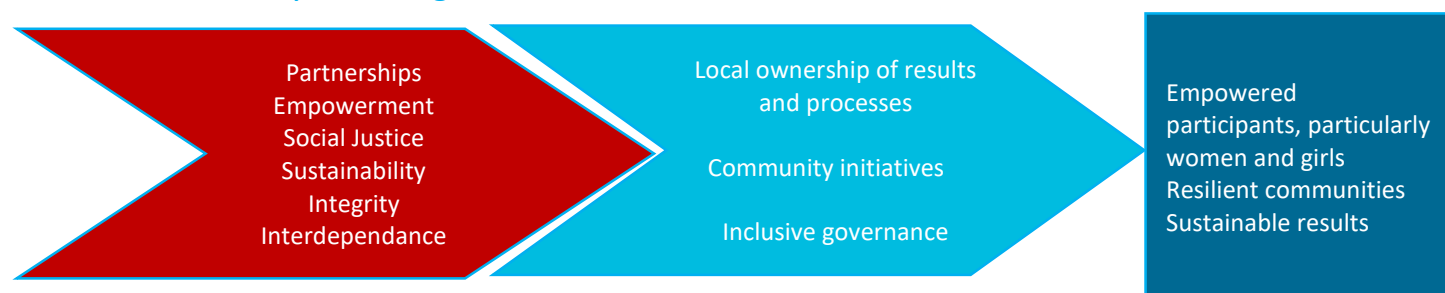 Partnerships
Empowerment
Social Justice
Sustainability
Integrity
Interdependance
Local ownership of results
and processes
Community initiatives
Inclusive governance
Empowered
participants, particularly
women and girls
Resilient communities
Sustainable results